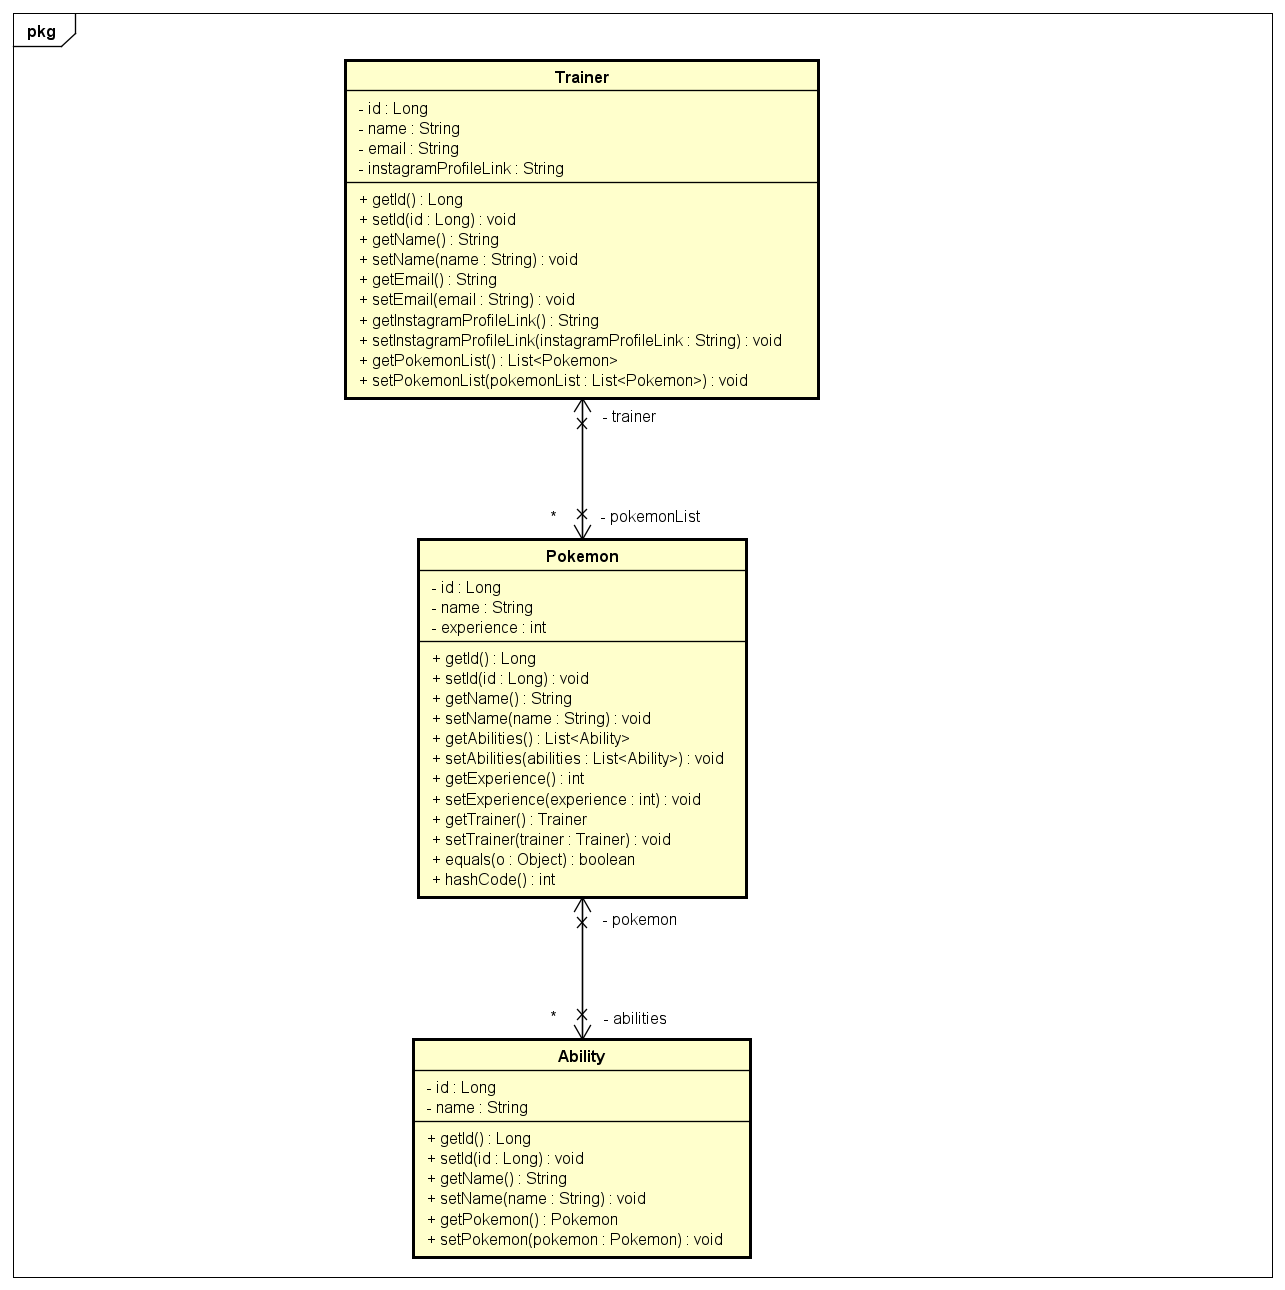 pkg
Trainer
- id : Long
- name : String
- email : String
- instagramProfileLink : String
+ getId() : Long
+ setId(id : Long) : void
+ getName() : String
+ setName(name : String) : void
+ getEmail() : String
+ setEmail(email : String) : void
+ getInstagramProfileLink() : String
+ setInstagramProfileLink(instagramProfileLink : String) : void
+ getPokemonList() : List<Pokemon>
+ setPokemonList(pokemonList : List<Pokemon>) : void
- trainer
* - pokemonList
Pokemon
- id : Long
- name : String
- experience : int
+ getId() : Long
+ setId(id : Long) : void
+ getName() : String
+ setName(name : String) : void
+ getAbilities() : List<Ability>
+ setAbilities(abilities : List<Ability>) : void
+ getExperience() : int
+ setExperience(experience : int) : void
+ getTrainer() : Trainer
+ setTrainer(trainer : Trainer) : void
+ equals(o : Object) : boolean
+ hashCode() : int
- pokemon
* - abilities
Ability
- id : Long
- name : String
+ getId() : Long
+ setId(id : Long) : void
+ getName() : String
+ setName(name : String) : void
+ getPokemon() : Pokemon
+ setPokemon(pokemon : Pokemon) : void